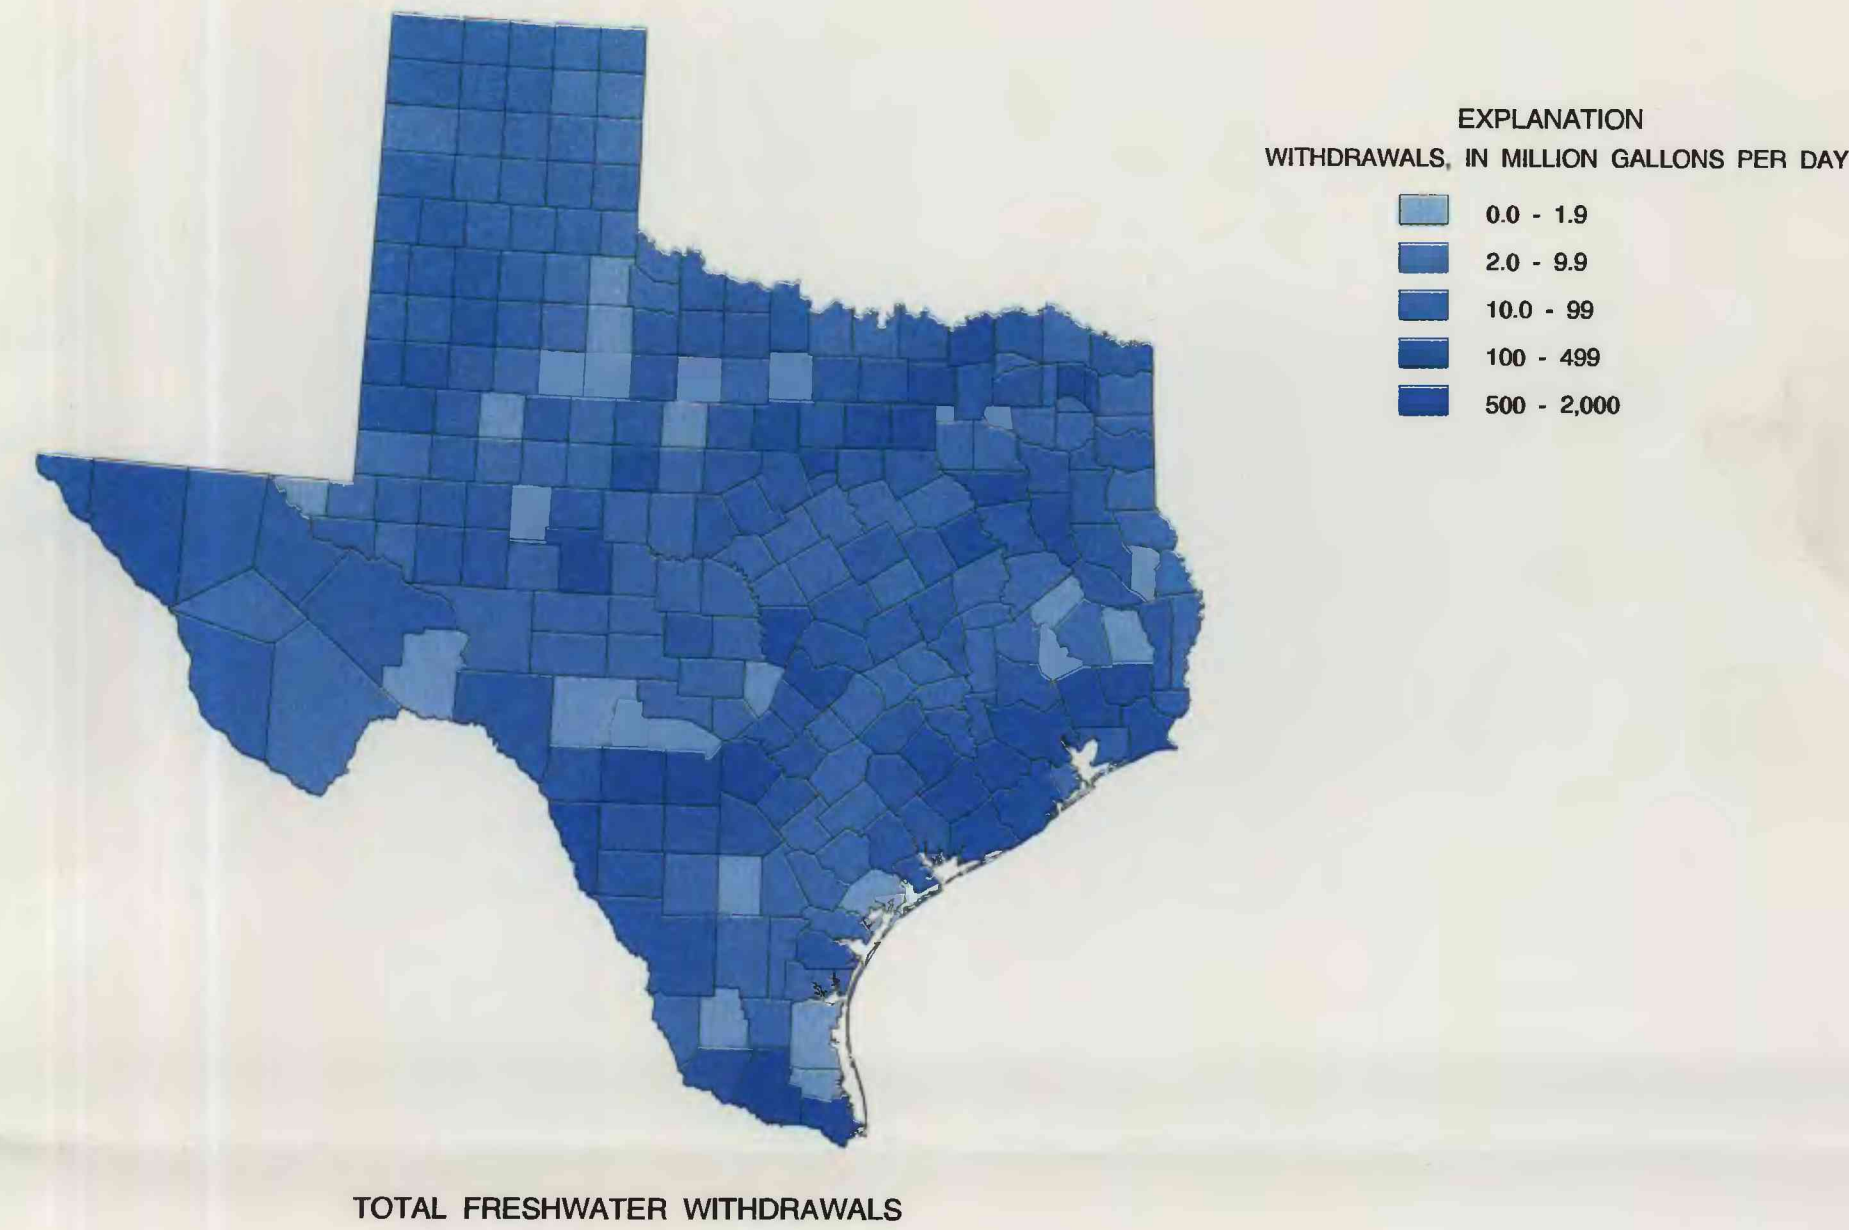 EXPLANATION
WITHDRAWALS, IN MILLION GALLONS PER DAY
0.0 - 1.9
2.0 - 9.9
10.0 - 99
100 - 499
500 - 2,000
TOTAL FRESHWATER WITHDRAWALS